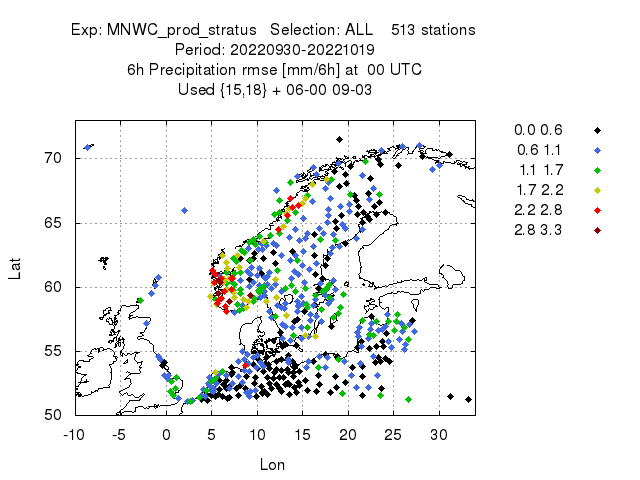 Exp: MNWC_prod_stratus   Selection: ALL    513 stations
Period: 20220930-20221019
6h Precipitation rmse [mm/6h] at  00 UTC
Used {15,18} + 06-00 09-03
0.0 0.6
0.6 1.1
1.1 1.7
1.7 2.2
2.2 2.8
2.8 3.3
70
65
60
55
50
Lat
-10 -5 0 5 10 15 20 25 30
Lon